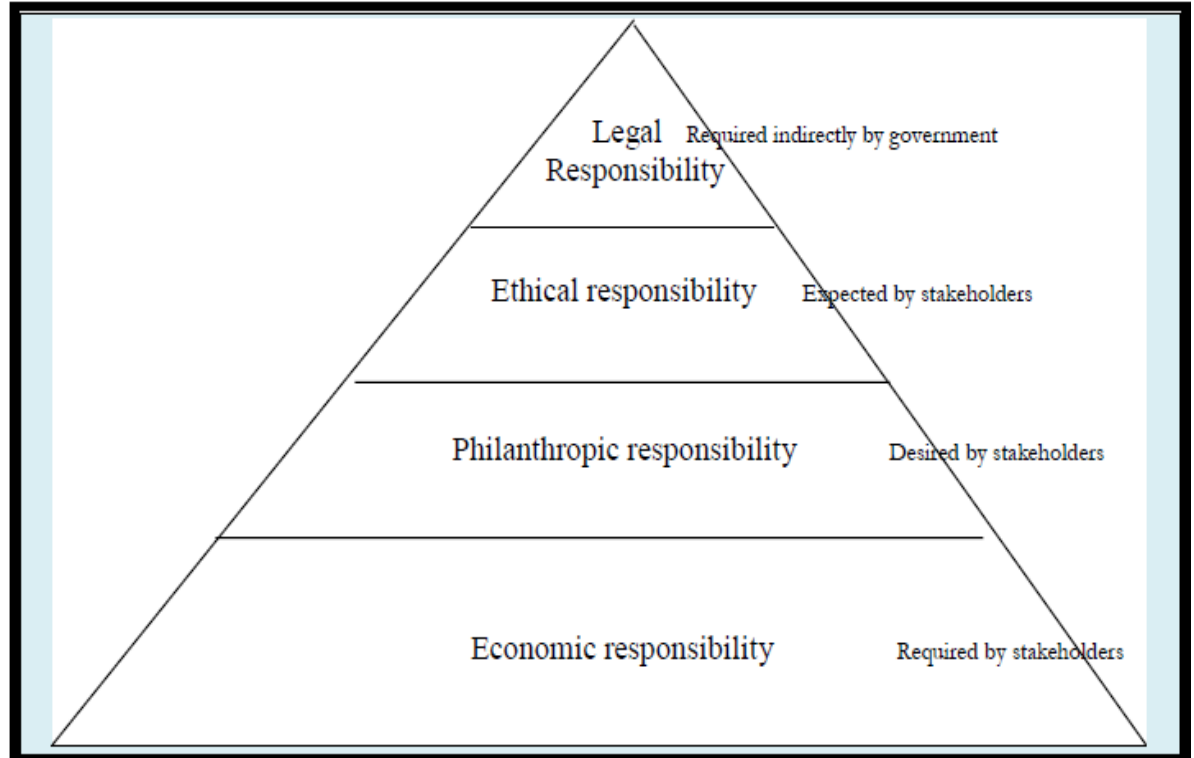 Legal Required indirectly by government
Responsibility
Ethical responsibility Expected by stakeholders
Philanthropic responsibility Desired by stakeholders
Economic responsibility Required by stakeholders